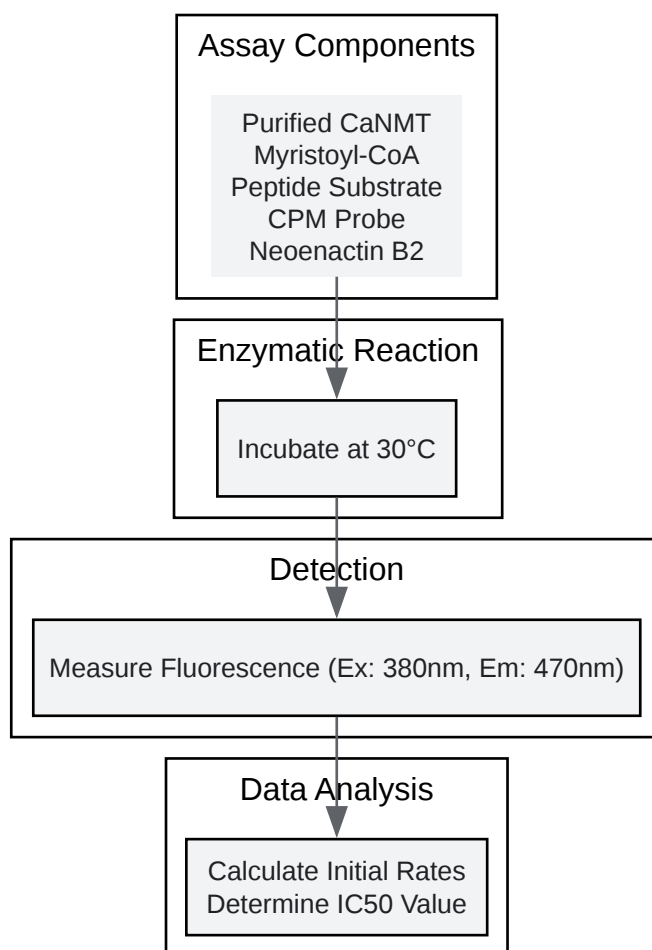 Assay Components
Purified CaNMT
Myristoyl-CoA
Peptide Substrate
CPM Probe
Neoenactin B2
Enzymatic Reaction
Incubate at 30°C
Detection
Measure Fluorescence (Ex: 380nm, Em: 470nm)
Data Analysis
Calculate Initial Rates
Determine IC50 Value